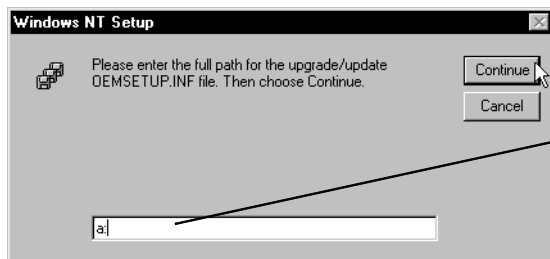 Windows NT Setup
Please enter the full path for the upgrade/update
OEMSETUP.INF file. Then choose Continue.
Continue
Cancel
a: